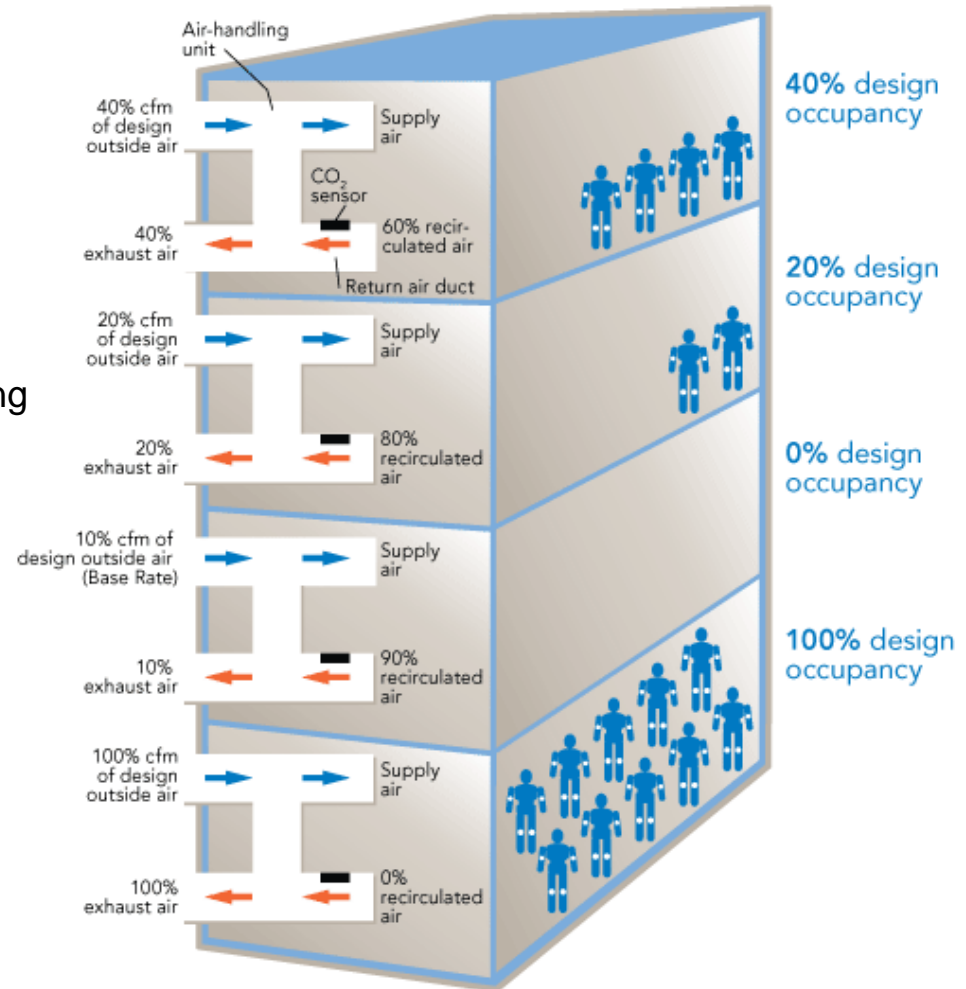 Air-handling
unit
40% cfm
of design
outside air
Supply
air
CO2
sensor
40%
exhaust air
60% recir-
culated air
Return air duct
40% design
occupancy
20% cfm
of design
outside air
Supply
air
20%
exhaust air
80%
recirculated
air
20% design
occupancy
ng
10% cfm of
design outside air
(Base Rate)
Supply
air
10%
exhaust air
90%
recirculated
air
0% design
occupancy
100% cfm
of design
outside air
Supply
air
100%
exhaust air
0%
recirculated
air
100% design
occupancy